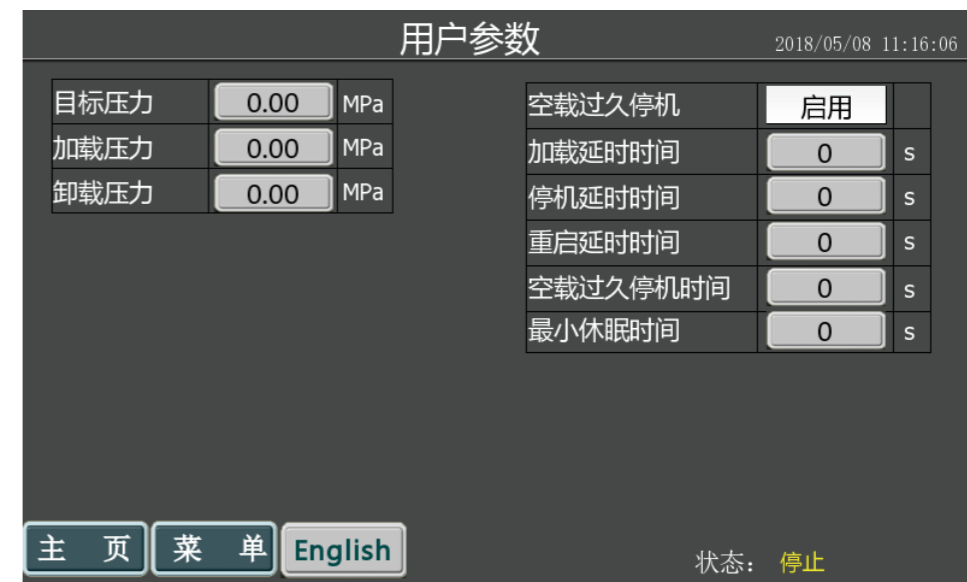 用户参数
2018/05/08 11:16:06
目标压力 0.00 MPa
加载压力 0.00 MPa
卸载压力 0.00 MPa
空载过久停机 启用
加载延时时间 0 s
停机延时时间 0 s
重启延时时间 0 s
空载过久停机时间 0 s
最小休眠时间 0 s
主 页 菜 单 English
状态： 停止